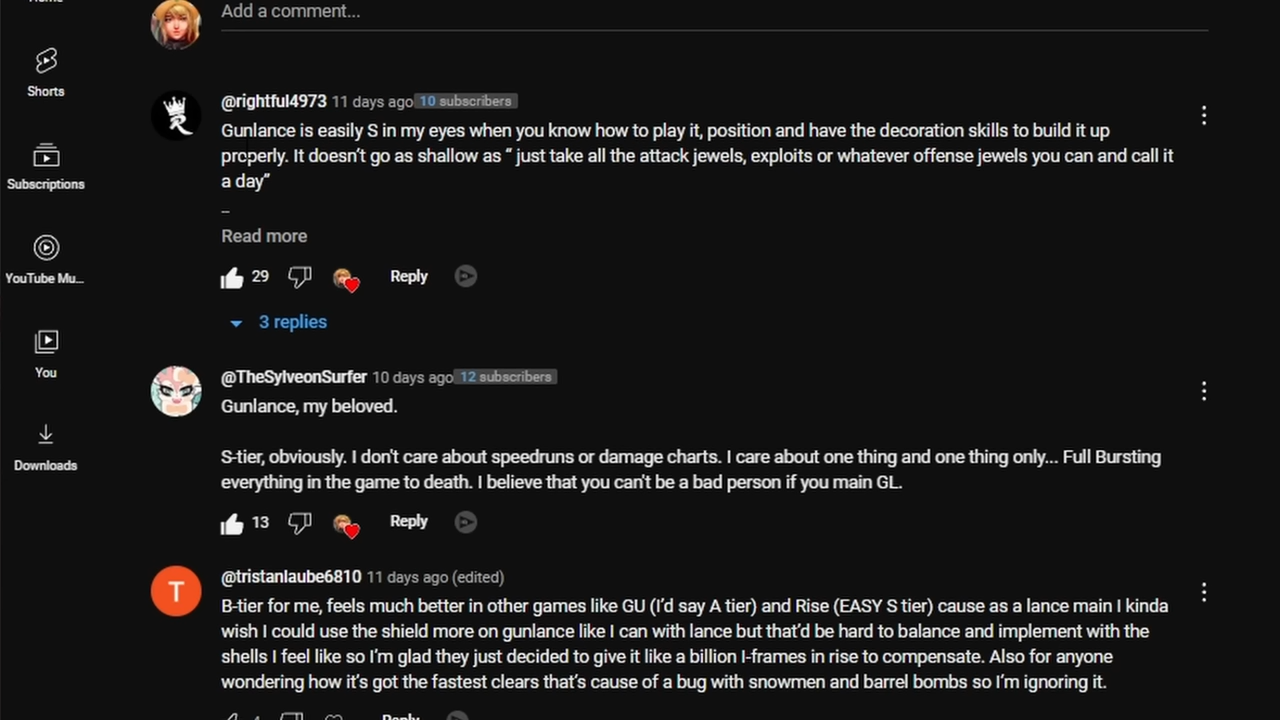 Add a comment...
Shorts
Subscriptions
YouTube Mu...
You
Downloads
@rightful4973 11 days ago 10 subscribers
Gunlance is easily S in my eyes when you know how to play it, position and have the decoration skills to build it up
properly. It doesn't go as shallow as “ just take all the attack jewels, exploits or whatever offense jewels you can and call it
a day”
–
Read more
29 Reply
3 replies
@TheSylveonSurfer 10 days ago 12 subscribers
Gunlance, my beloved.
S-tier, obviously. I don't care about speedruns or damage charts. I care about one thing and one thing only... Full Bursting
everything in the game to death. I believe that you can't be a bad person if you main GL.
13 Reply
T
@tristanlaube6810 11 days ago (edited)
B-tier for me, feels much better in other games like GU (I'd say A tier) and Rise (EASY S tier) cause as a lance main I kinda
wish I could use the shield more on gunlance like I can with lance but that'd be hard to balance and implement with the
shells I feel like so I'm glad they just decided to give it like a billion I-frames in rise to compensate. Also for anyone
wondering how it's got the fastest clears that's cause of a bug with snowmen and barrel bombs so I'm ignoring it.
Reply